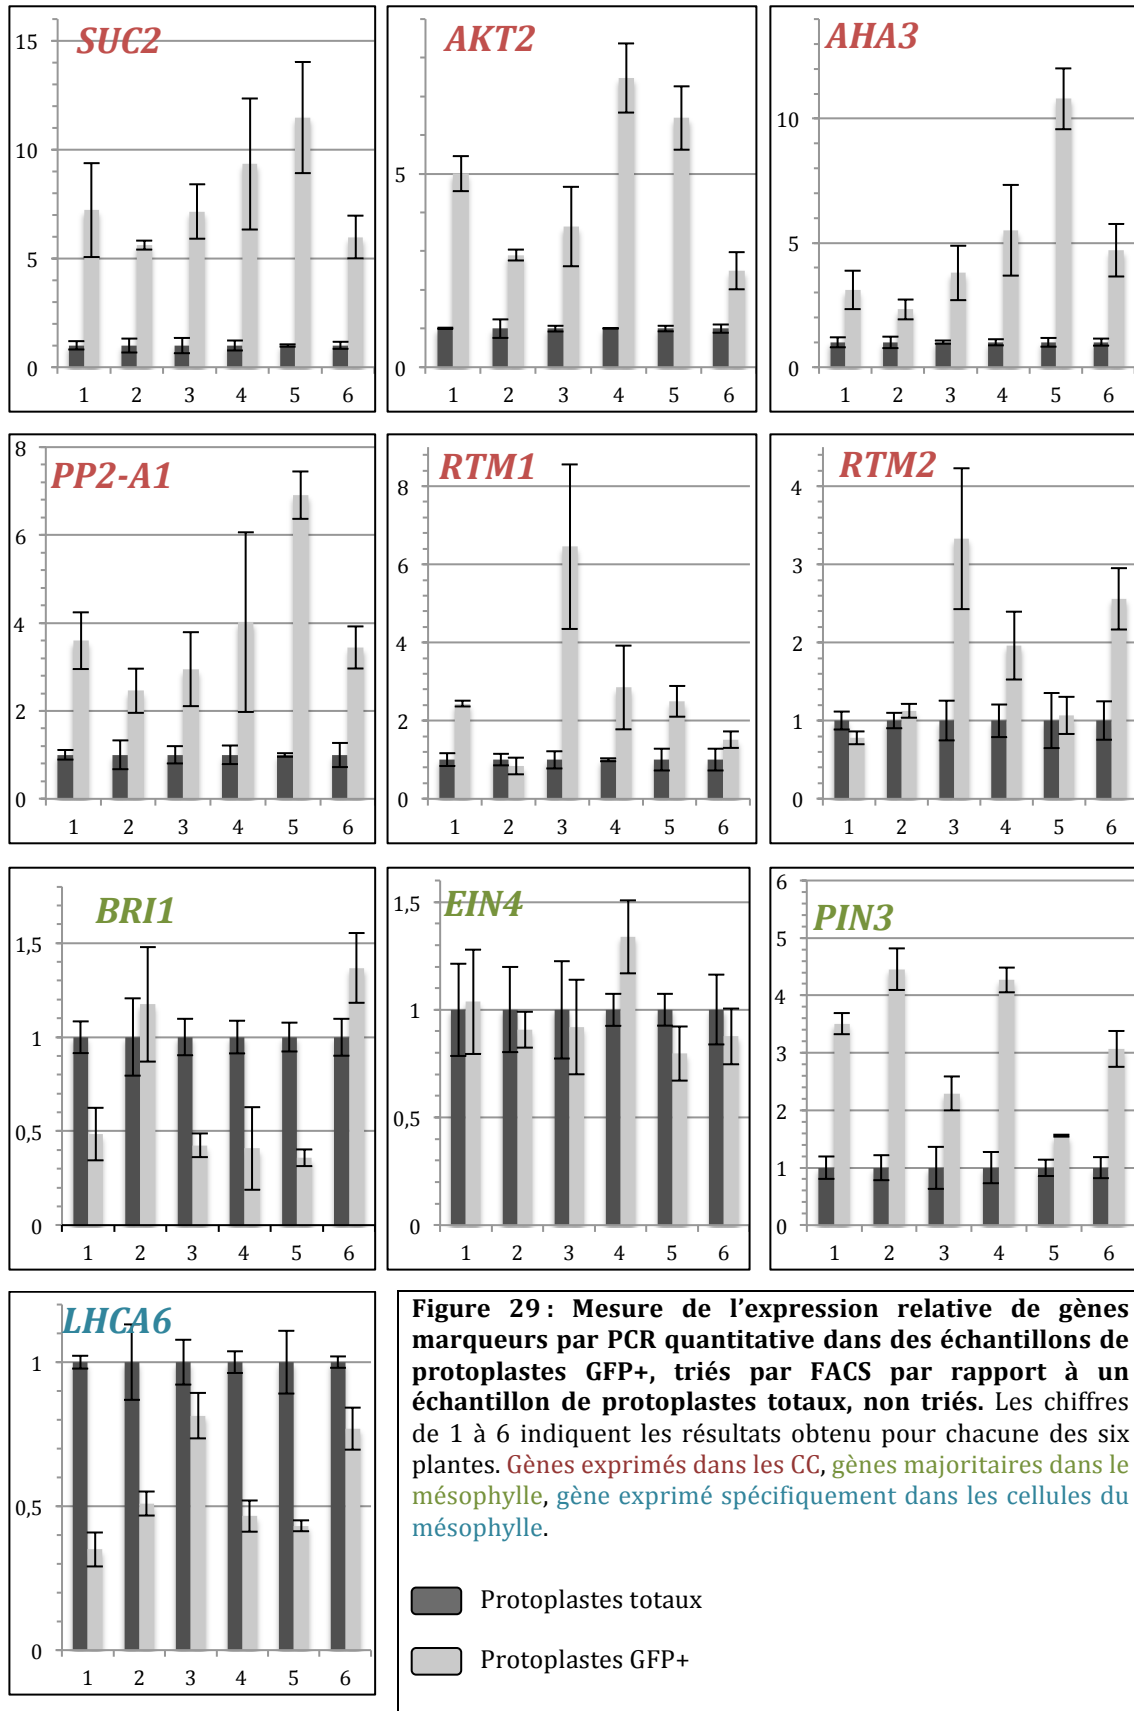 SUC2
15
10
5
0
1 2 3 4 5 6
AKT2
5
0
1 2 3 4 5 6
AHA3
10
5
0
1 2 3 4 5 6
PP2-A1
8
6
4
2
0
1 2 3 4 5 6
RTM1
8
6
4
2
0
1 2 3 4 5 6
RTM2
4
3
2
1
0
1 2 3 4 5 6
BRI1
1,5
1
0,5
0
1 2 3 4 5 6
EIN4
1,5
1
0,5
0
1 2 3 4 5 6
PIN3
6
5
4
3
2
1
0
1 2 3 4 5 6
LHCA6
1
0,5
0
1 2 3 4 5 6
Figure 29 : Mesure de l'expression relative de gènes
marqueurs par PCR quantitative dans des échantillons de
protoplastes GFP+, triés par FACS par rapport à un
échantillon de protoplastes totaux, non triés. Les chiffres
de 1 à 6 indiquent les résultats obtenu pour chacune des six
plantes. Gènes exprimés dans les CC, gènes majoritaires dans le
mésophylle, gène exprimé spécifiquement dans les cellules du
mésophylle.
Protoplastes totaux
Protoplastes GFP+